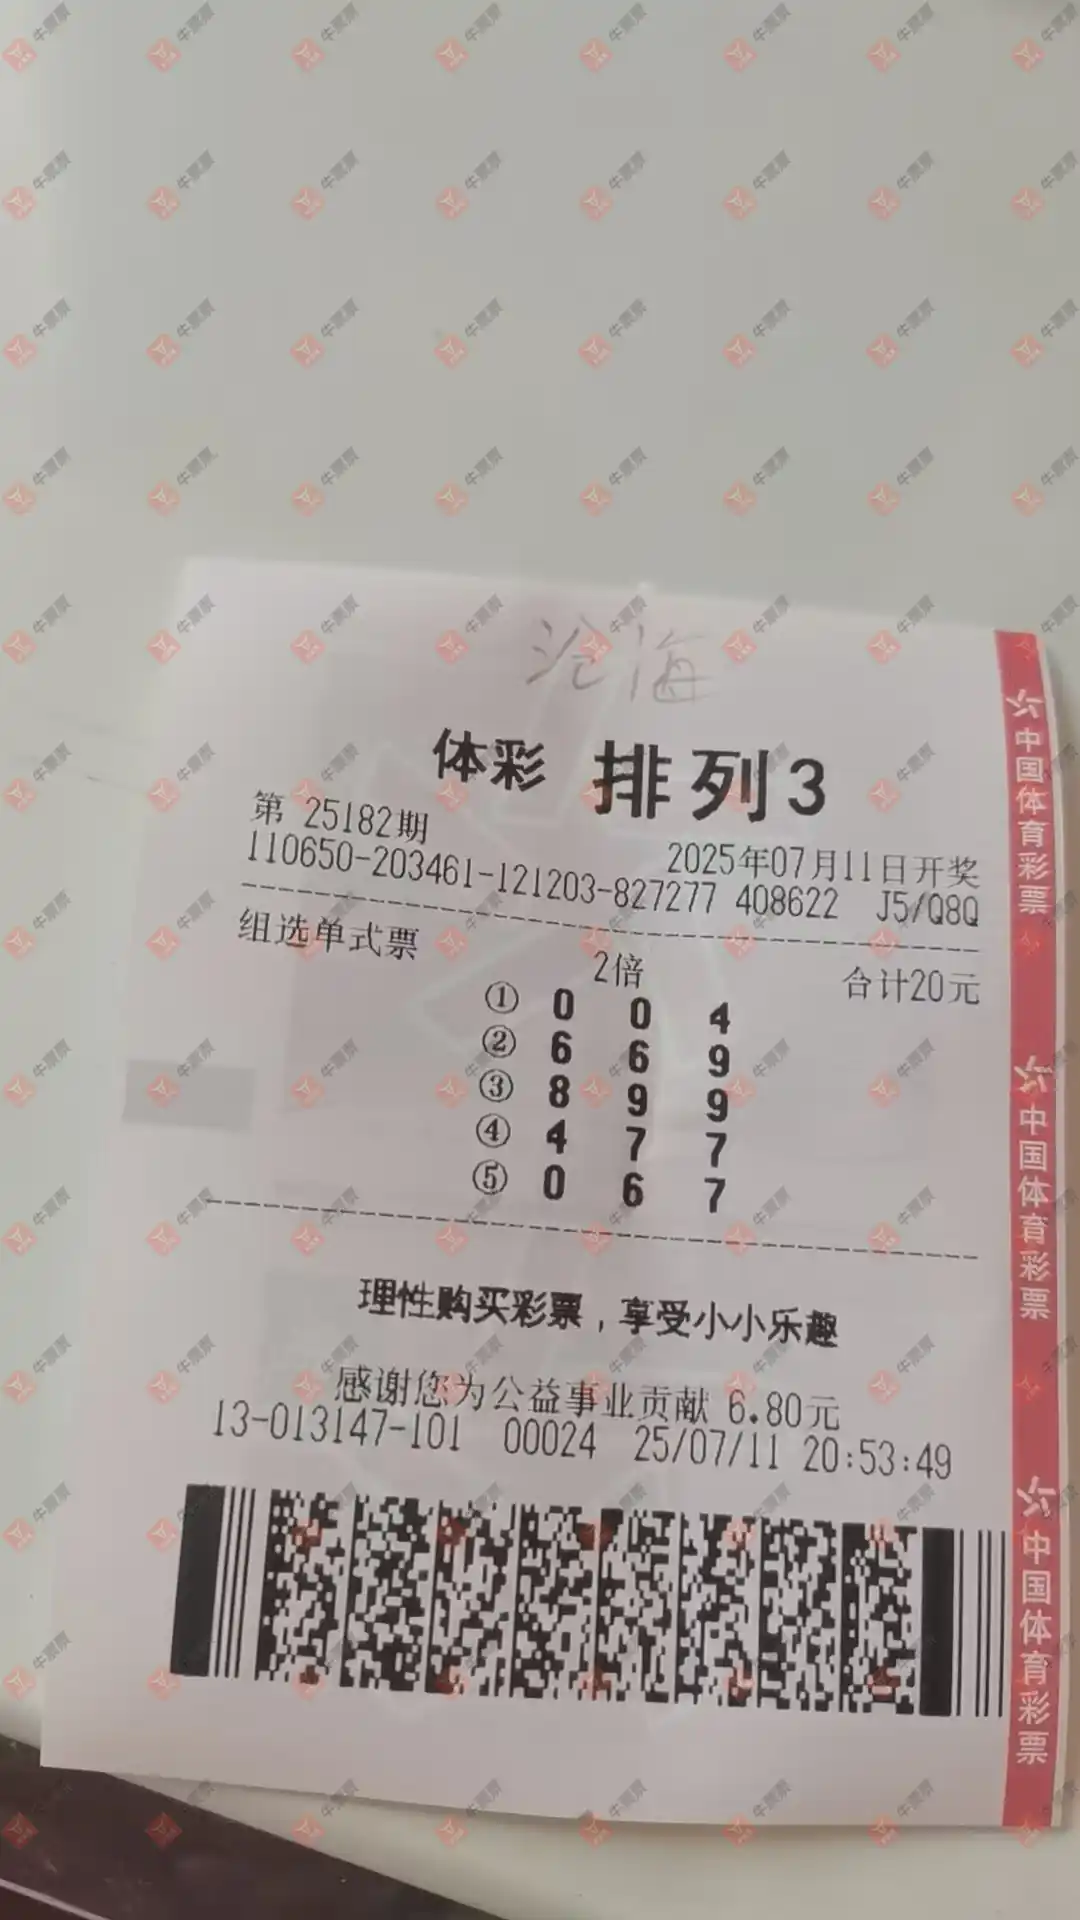 沧海
体彩 排列3
第 25182期
2025年07月11日开奖
110650-203461-121203-827277 408622 J5/Q8Q
组选单式票
2倍
合计20元
① 0 0 4
② 6 6 9
③ 8 9 9
④ 4 7 7
⑤ 0 6 7
理性购买彩票，享受小小乐趣
感谢您为公益事业贡献 6.80元
13-013147-101 00024 25/07/11 20:53:49
中国体育彩票
中国体育彩票
中国体育彩票
牛票票